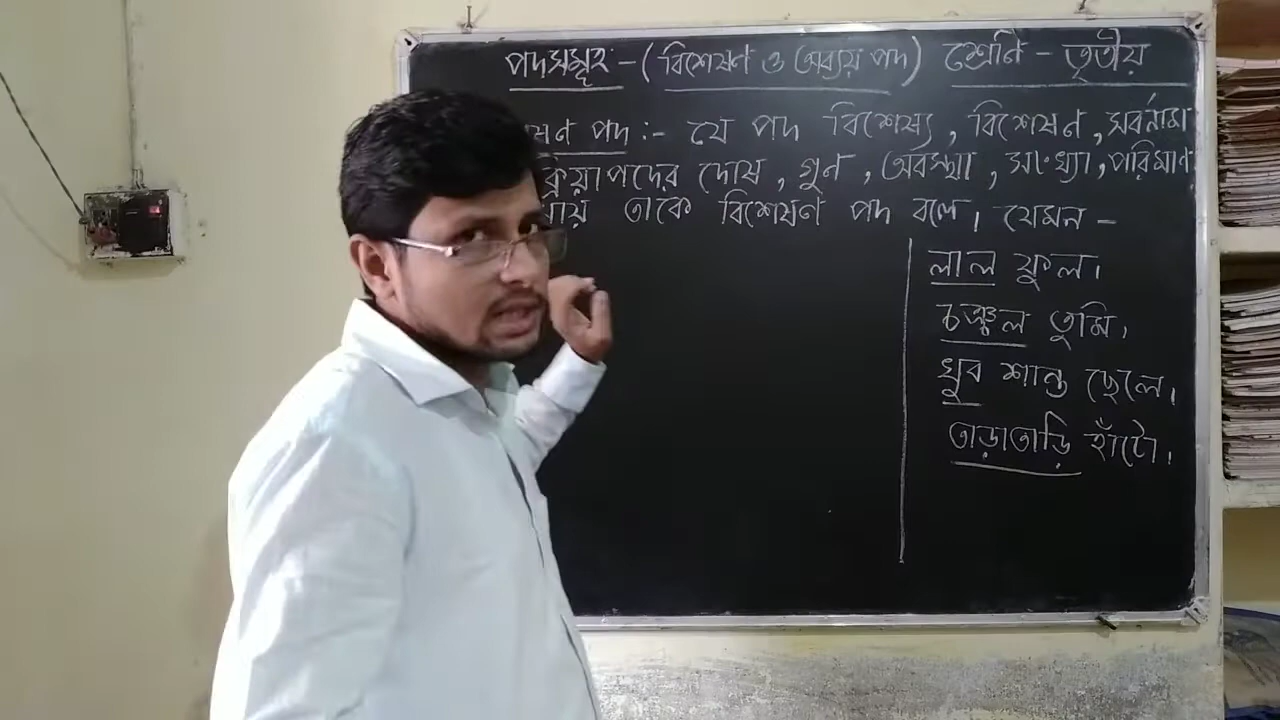 পদসমূহ - (বিশেষণ ও অব্যয় পদ) শ্রেণি - তৃতীয়
ষণ পদ :- যে পদ বিশেষ্য, বিশেষণ, সর্বনাম
ক্রিয়াপদের দোষ, গুন, অবস্থা, সংখ্যা, পরিমাণ
তাকে বিশেষণ পদ বলে। যেমন -
লাল ফুল।
চঞ্চল তুমি।
খুব শান্ত ছেলে।
তাড়াতাড়ি হাঁটো।